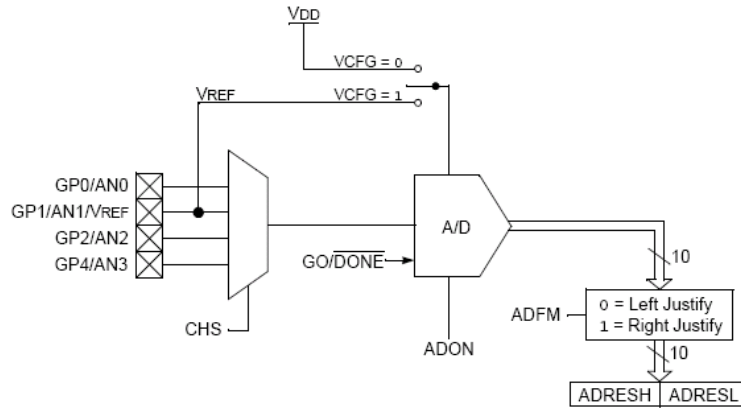 VDD
VCFG = 0
VREF
VCFG = 1
GP0/AN0
GP1/AN1/VREF
GP2/AN2
GP4/AN3
A/D
GO/DONE
CHS
ADON
10
ADFM
0 = Left Justify
1 = Right Justify
10
ADRESH ADRESL